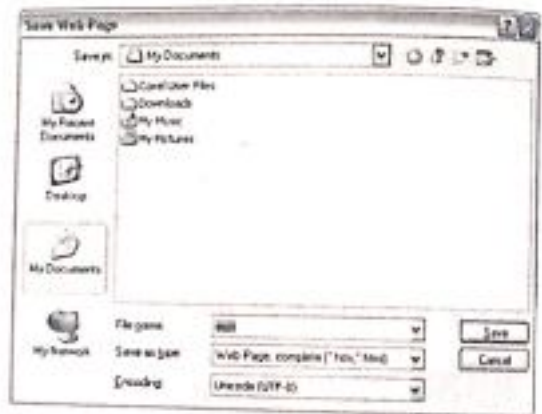 Save Web Page
Save in: My Documents
Corel User Files
Downloads
My Music
My Pictures
My Recent
Documents
Desktop
My Documents
My Network
File name:
Save
Save as type: Web Page, complete (*.htm;*.html)
Cancel
Encoding: Unicode (UTF-8)